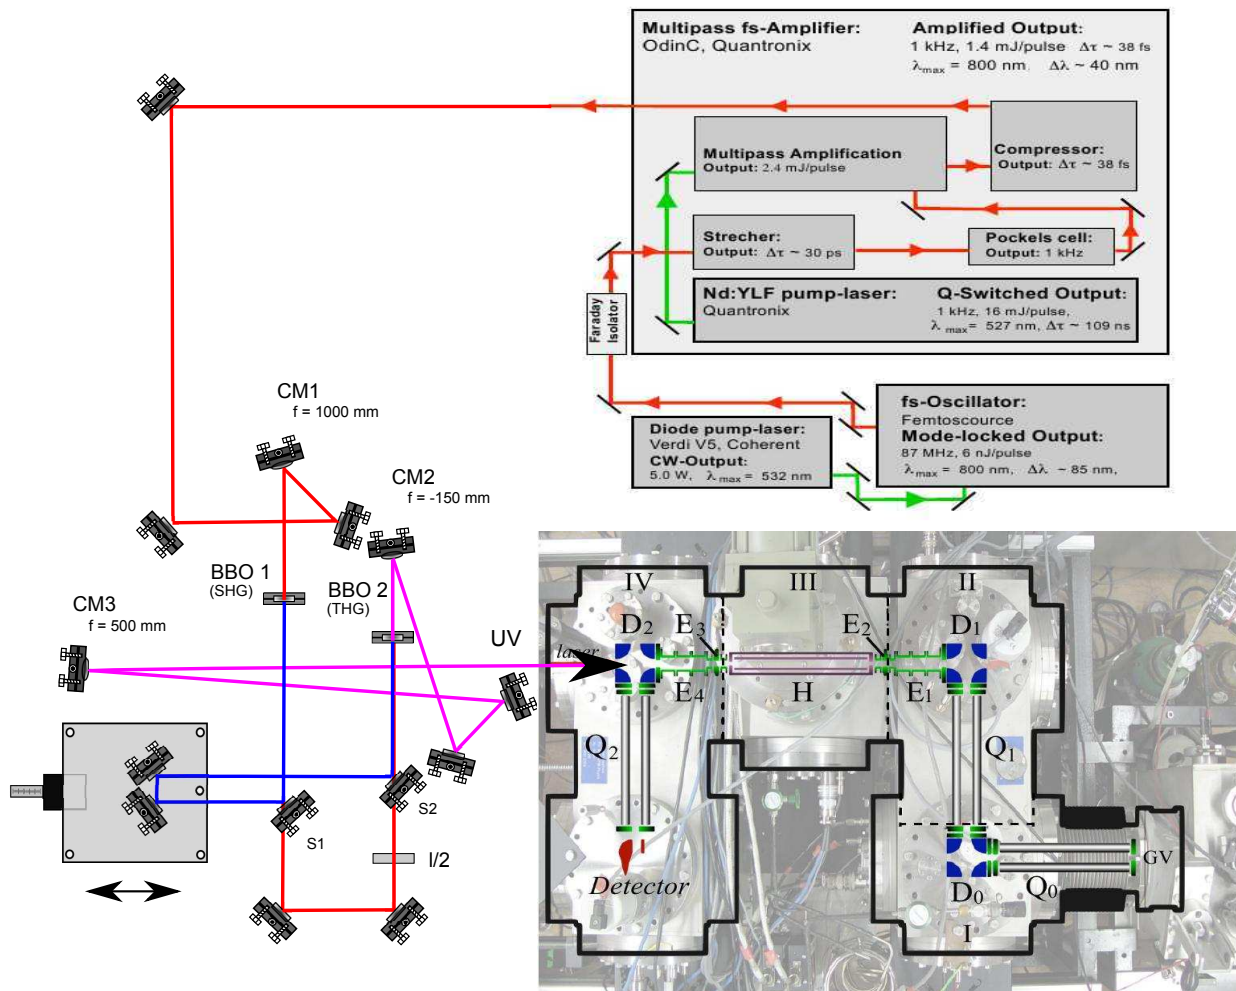 Multipass fs-Amplifier:
OdinC, Quantronix
Amplified Output:
1 kHz, 1.4 mJ/pulse Δτ ~ 38 fs
λmax = 800 nm Δλ ~ 40 nm
Multipass Amplification
Output: 2.4 mJ/pulse
Compressor:
Output: Δτ ~ 38 fs
Strecher:
Output: Δτ ~ 30 ps
Pockels cell:
Output: 1 kHz
Nd:YLF pump-laser:
Quantronix
Q-Switched Output:
1 kHz, 16 mJ/pulse,
λ max = 527 nm, Δτ ~ 109 ns
Faraday
Isolator
fs-Oscillator:
Femtoscource
Mode-locked Output:
87 MHz, 6 nJ/pulse
λmax = 800 nm, Δλ ~ 85 nm,
Diode pump-laser:
Verdi V5, Coherent
CW-Output:
5.0 W, λmax = 532 nm
CM1
f = 1000 mm
CM2
f = -150 mm
BBO 1
(SHG)
BBO 2
(THG)
CM3
f = 500 mm
UV
laser
S1
S2
l/2
IV
III
II
D2
E3
E2
D1
E4
H
E1
Q2
Q1
Detector
D0
Q0
GV
I